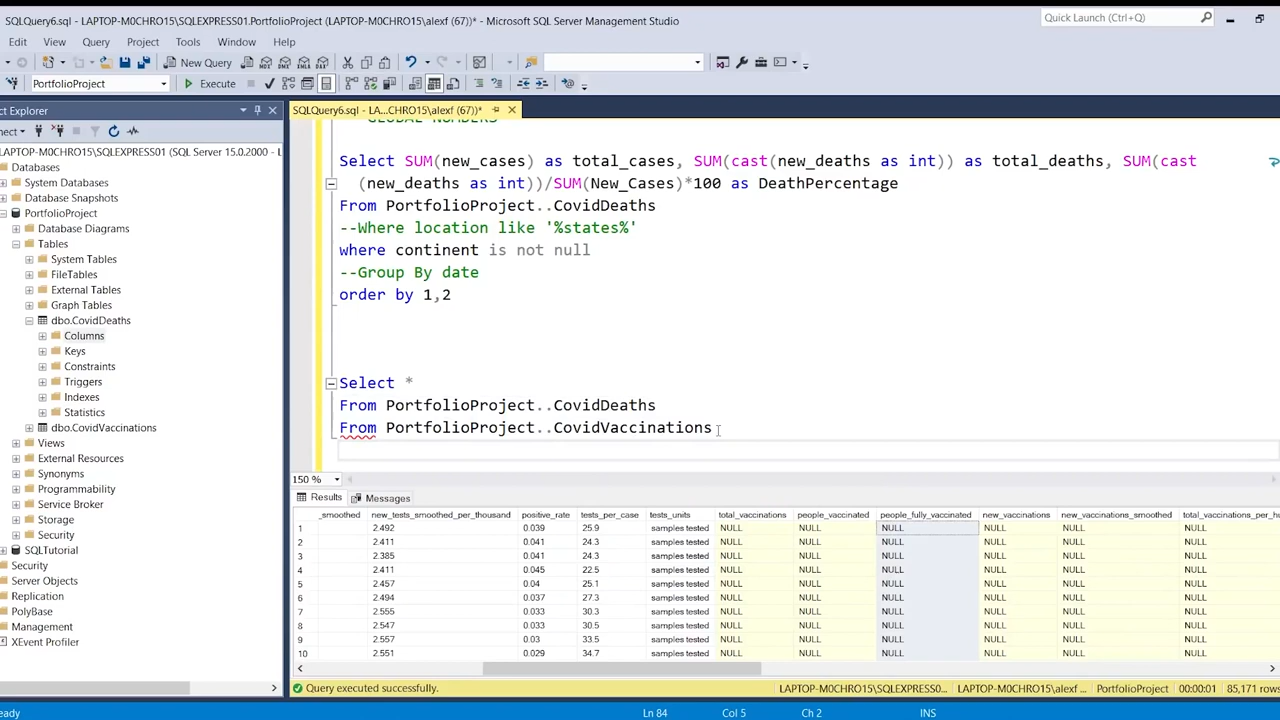 SQLQuery6.sql - LAPTOP-M0CHRO15\SQLEXPRESS01.PortfolioProject (LAPTOP-M0CHRO15\alexf (67))* - Microsoft SQL Server Management Studio
Quick Launch (Ctrl+Q)
Edit View Query Project Tools Window Help
New Query
PortfolioProject Execute
ct Explorer
SQLQuery6.sql - LA...CHRO15\alexf (67))*
nect
LAPTOP-M0CHRO15\SQLEXPRESS01 (SQL Server 15.0.2000 -
Databases
System Databases
Database Snapshots
PortfolioProject
Database Diagrams
Tables
System Tables
FileTables
External Tables
Graph Tables
dbo.CovidDeaths
Columns
Keys
Constraints
Triggers
Indexes
Statistics
dbo.CovidVaccinations
Views
External Resources
Synonyms
Programmability
Service Broker
Storage
Security
SQLTutorial
Security
Server Objects
Replication
PolyBase
Management
XEvent Profiler
GLOBAL NUMBERS
Select SUM(new_cases) as total_cases, SUM(cast(new_deaths as int)) as total_deaths, SUM(cast
(new_deaths as int))/SUM(New_Cases)*100 as DeathPercentage
From PortfolioProject..CovidDeaths
--Where location like '%states%'
where continent is not null
--Group By date
order by 1,2
Select *
From PortfolioProject..CovidDeaths
From PortfolioProject..CovidVaccinations
150 %
Results Messages
_smoothed new_tests_smoothed_per_thousand positive_rate tests_per_case tests_units total_vaccinations people_vaccinated people_fully_vaccinated new_vaccinations new_vaccinations_smoothed total_vaccinations_per_hu
1 2.492 0.039 25.9 samples tested NULL NULL NULL NULL NULL NULL
2 2.411 0.041 24.3 samples tested NULL NULL NULL NULL NULL NULL
3 2.385 0.041 24.3 samples tested NULL NULL NULL NULL NULL NULL
4 2.411 0.045 22.5 samples tested NULL NULL NULL NULL NULL NULL
5 2.457 0.04 25.1 samples tested NULL NULL NULL NULL NULL NULL
6 2.494 0.037 27.3 samples tested NULL NULL NULL NULL NULL NULL
7 2.555 0.033 30.3 samples tested NULL NULL NULL NULL NULL NULL
8 2.547 0.033 30.5 samples tested NULL NULL NULL NULL NULL NULL
9 2.557 0.03 33.5 samples tested NULL NULL NULL NULL NULL NULL
10 2.551 0.029 34.7 samples tested NULL NULL NULL NULL NULL NULL
Query executed successfully. LAPTOP-M0CHRO15\SQLEXPRESS0... LAPTOP-M0CHRO15\alexf ... PortfolioProject 00:00:01 85,171 rows
eady Ln 84 Col 5 Ch 2 INS